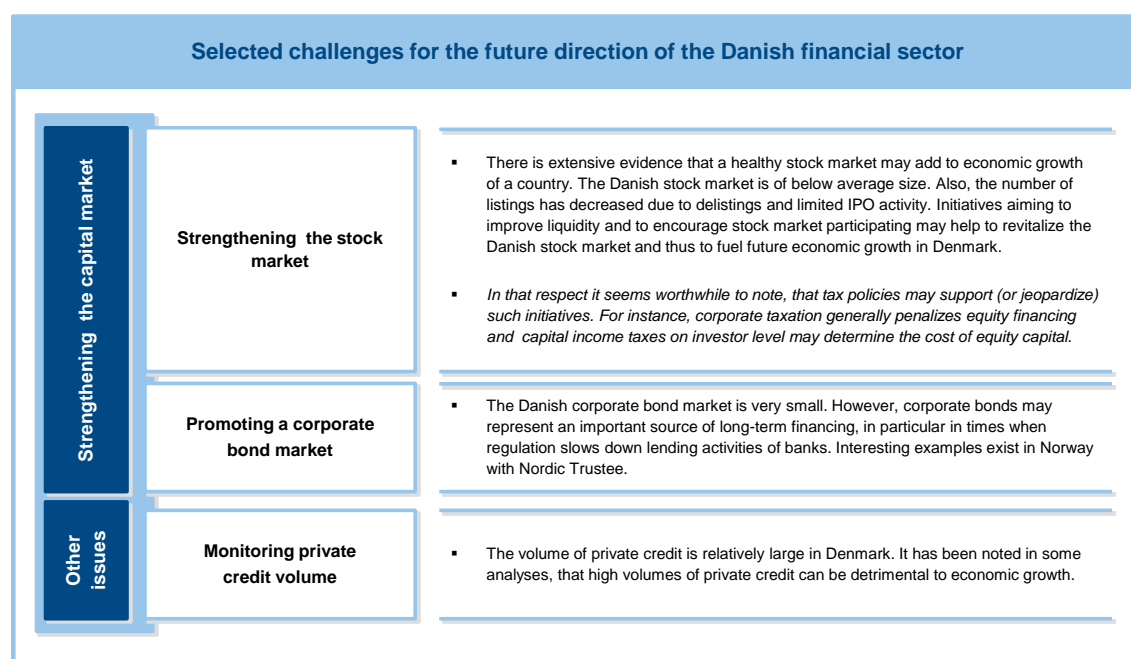 Selected challenges for the future direction of the Danish financial sector
Strengthening the capital market
Strengthening the stock
market
▪ There is extensive evidence that a healthy stock market may add to economic growth
of a country. The Danish stock market is of below average size. Also, the number of
listings has decreased due to delistings and limited IPO activity. Initiatives aiming to
improve liquidity and to encourage stock market participating may help to revitalize the
Danish stock market and thus to fuel future economic growth in Denmark.
▪ In that respect it seems worthwhile to note, that tax policies may support (or jeopardize)
such initiatives. For instance, corporate taxation generally penalizes equity financing
and capital income taxes on investor level may determine the cost of equity capital.
Promoting a corporate
bond market
▪ The Danish corporate bond market is very small. However, corporate bonds may
represent an important source of long-term financing, in particular in times when
regulation slows down lending activities of banks. Interesting examples exist in Norway
with Nordic Trustee.
Other
issues
Monitoring private
credit volume
▪ The volume of private credit is relatively large in Denmark. It has been noted in some
analyses, that high volumes of private credit can be detrimental to economic growth.